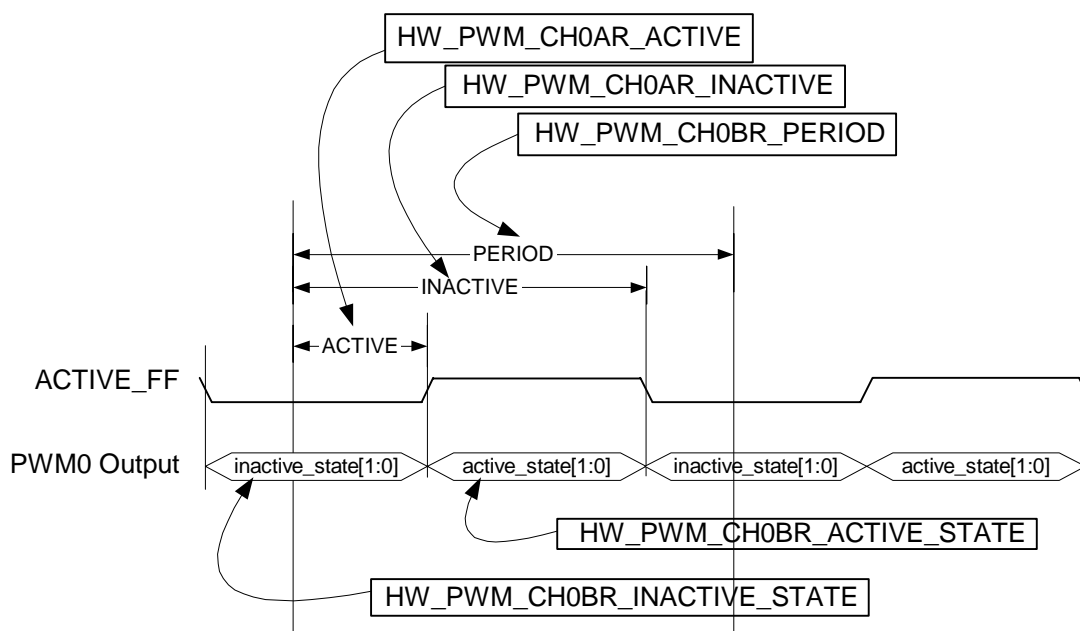 HW_PWM_CH0AR_ACTIVE
HW_PWM_CH0AR_INACTIVE
HW_PWM_CH0BR_PERIOD
PERIOD
INACTIVE
ACTIVE
ACTIVE_FF
PWM0 Output
inactive_state[1:0]
active_state[1:0]
inactive_state[1:0]
active_state[1:0]
HW_PWM_CH0BR_ACTIVE_STATE
HW_PWM_CH0BR_INACTIVE_STATE